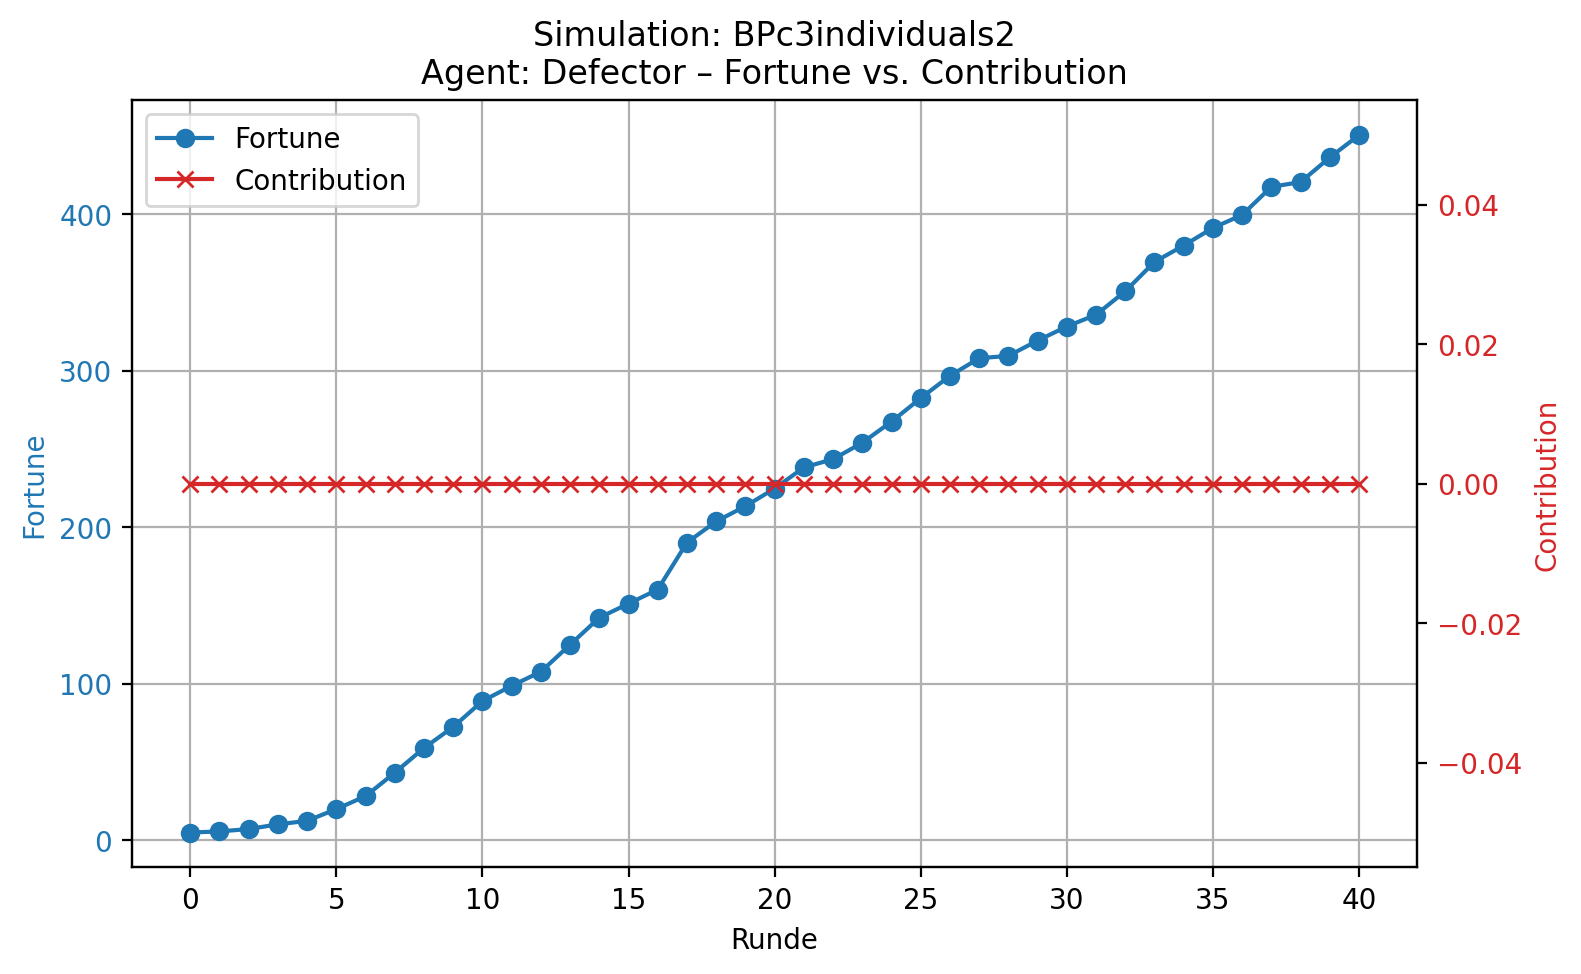 Simulation: BPc3individuals2
Agent: Defector – Fortune vs. Contribution
Fortune
Contribution
400
300
200
100
0
Fortune
0.04
0.02
0.00
−0.02
−0.04
Contribution
0 5 10 15 20 25 30 35 40
Runde